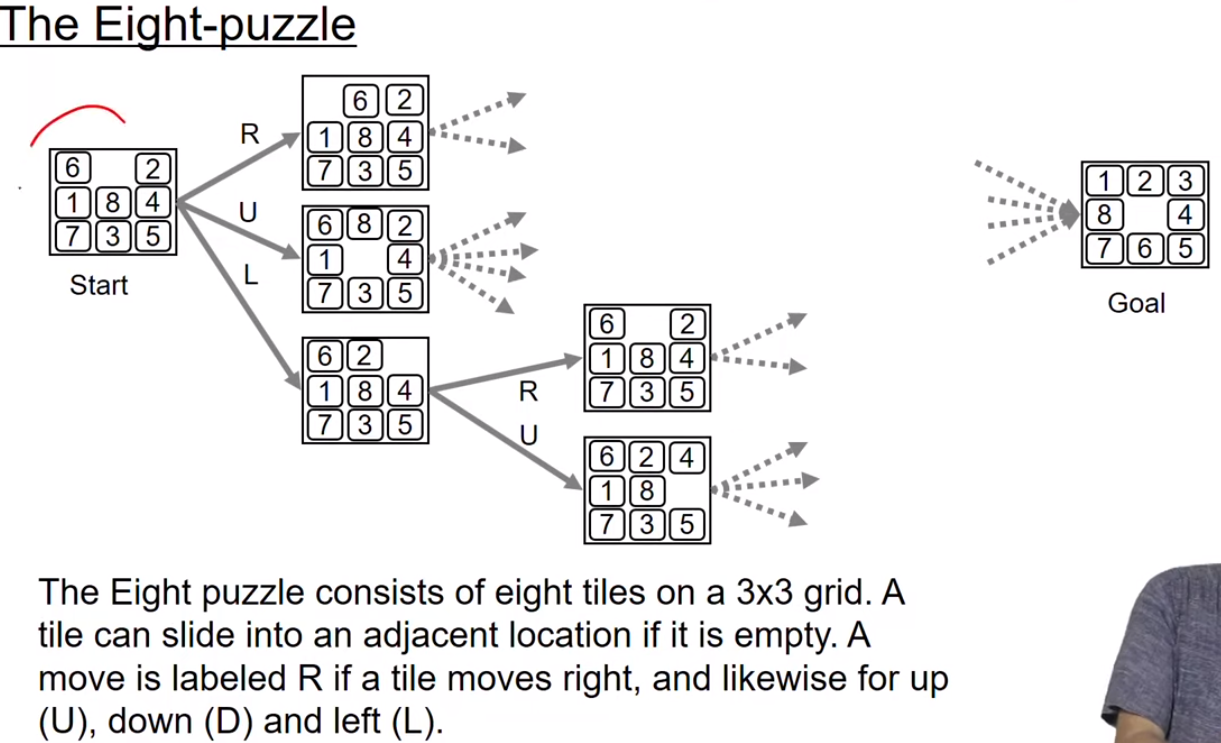 The Eight-puzzle
6 2
1 8 4
7 3 5
Start
R
U
L
6 2
1 8 4
7 3 5
6 8 2
1 4
7 3 5
6 2
1 8 4
7 3 5
R
U
6 2
1 8 4
7 3 5
6 2 4
1 8
7 3 5
1 2 3
8 4
7 6 5
Goal
The Eight puzzle consists of eight tiles on a 3x3 grid. A
tile can slide into an adjacent location if it is empty. A
move is labeled R if a tile moves right, and likewise for up
(U), down (D) and left (L).